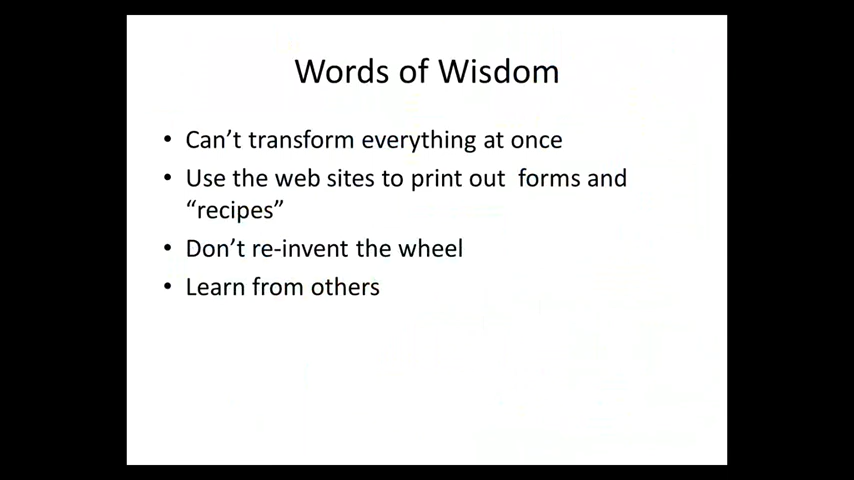 Words of Wisdom
• Can’t transform everything at once
• Use the web sites to print out  forms and
“recipes”
• Don’t re-invent the wheel
• Learn from others